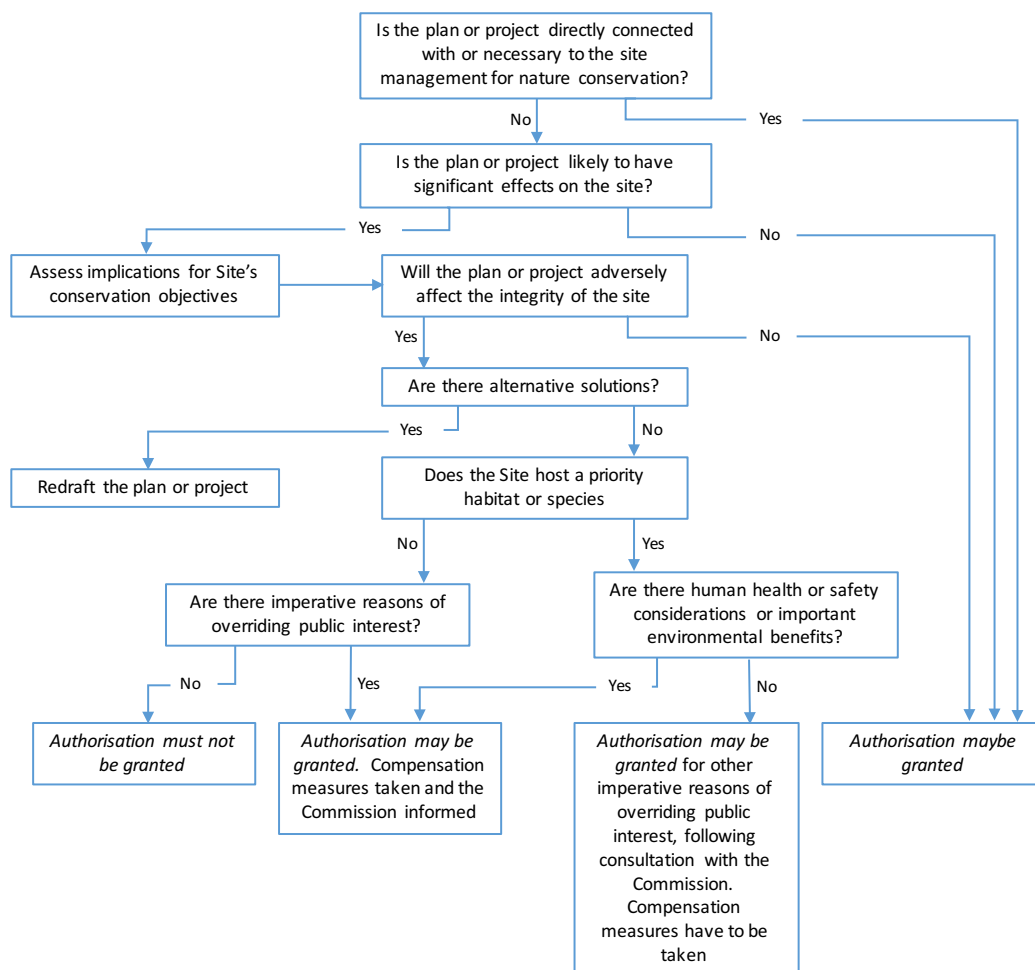 Is the plan or project directly connected
with or necessary to the site
management for nature conservation?
No
Yes
Is the plan or project likely to have
significant effects on the site?
Yes
No
Assess implications for Site's
conservation objectives
Will the plan or project adversely
affect the integrity of the site
Yes
No
Are there alternative solutions?
Yes
No
Redraft the plan or project
Does the Site host a priority
habitat or species
No
Yes
Are there imperative reasons of
overriding public interest?
Are there human health or safety
considerations or important
environmental benefits?
No
Yes
Yes
No
Authorisation must not
be granted
Authorisation may be
granted. Compensation
measures taken and the
Commission informed
Authorisation may be
granted for other
imperative reasons of
overriding public
interest, following
consultation with the
Commission.
Compensation
measures have to be
taken
Authorisation maybe
granted